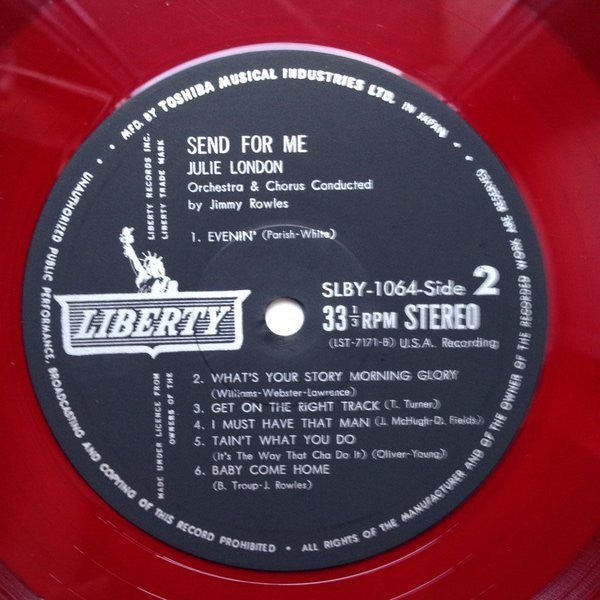 • MFD. BY TOSHIBA MUSICAL INDUSTRIES LTD. IN JAPAN •
SEND FOR ME
JULIE LONDON
Orchestra & Chorus Conducted
by Jimmy Rowles
1. EVENIN' (Parish-White)
LIBERTY RECORDS INC.
LIBERTY TRADE MARK
LIBERTY
SLBY-1064-Side 2
33 1/3 RPM STEREO
(LST-7171-B) U.S.A. Recording
2. WHAT'S YOUR STORY MORNING GLORY
(Williams-Webster-Lawrence)
3. GET ON THE RIGHT TRACK (T. Turner)
4. I MUST HAVE THAT MAN (J. McHugh-D. Fields)
5. TAIN'T WHAT YOU DO
(It's The Way That Cha Do It) (Oliver-Young)
6. BABY COME HOME
(B. Troup-J. Rowles)
MADE UNDER LICENCE FROM
OWNERS OF THE
UNAUTHORIZED PUBLIC PERFORMANCE, BROADCASTING AND COPYING OF THIS RECORD PROHIBITED • ALL RIGHTS OF THE MANUFACTURER AND OF THE OWNER OF THE RECORDED WORK ARE RESERVED